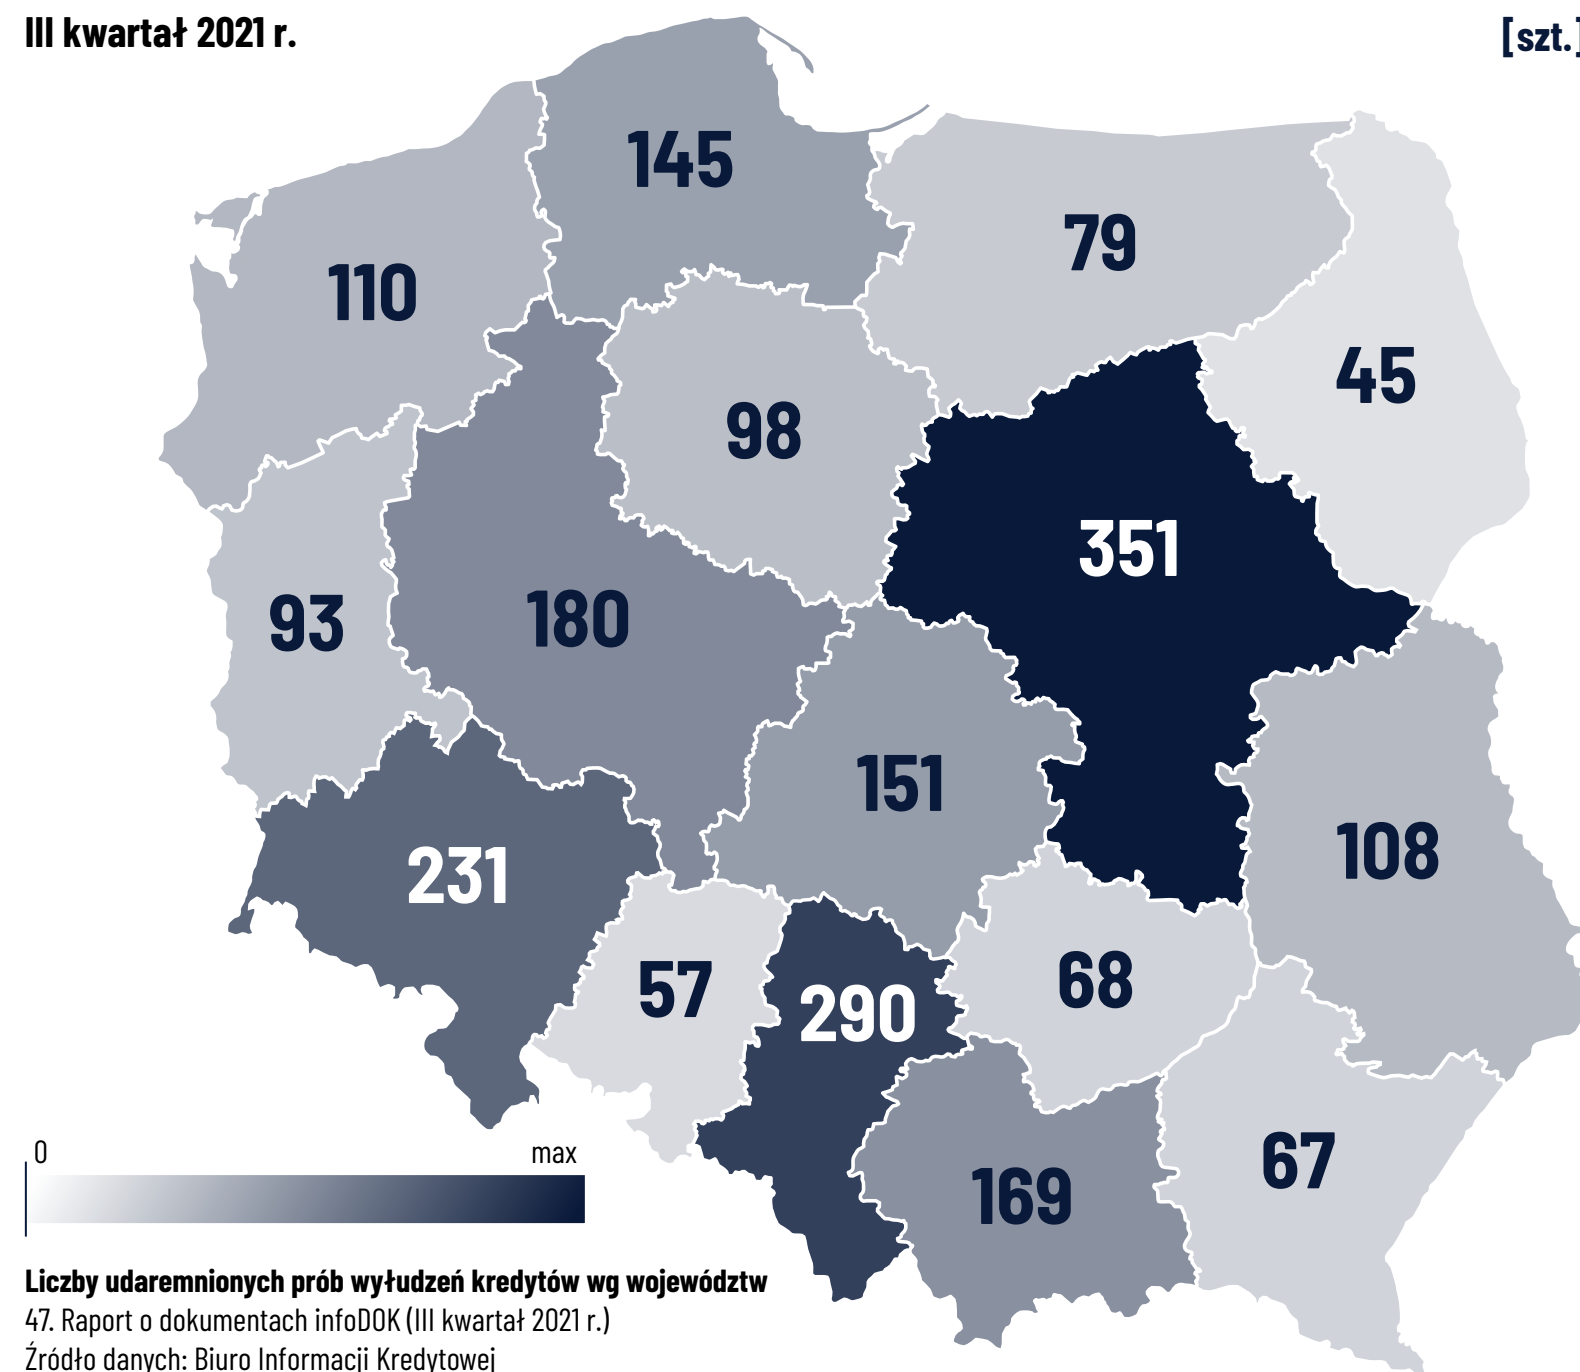 III kwartał 2021 r.
[szt.]
145
79
110
45
98
351
93
180
151
108
231
57
290
68
169
67
0 max
Liczby udaremnionych prób wyłudzeń kredytów wg województw
47. Raport o dokumentach infoDOK (III kwartał 2021 r.)
Źródło danych: Biuro Informacji Kredytowej